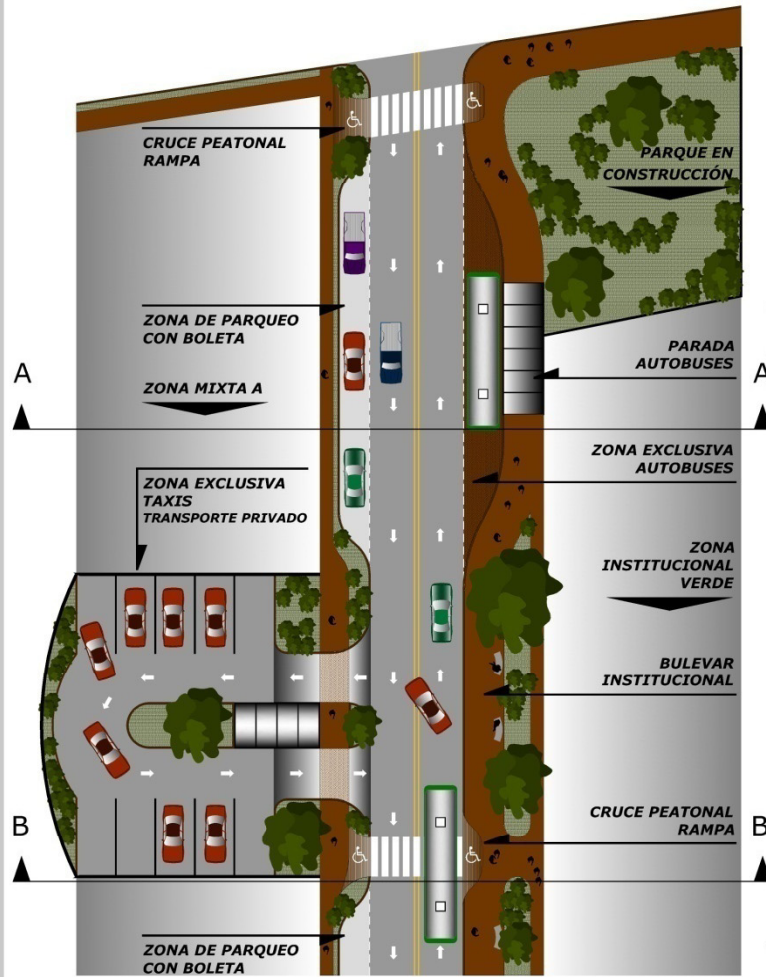 CRUCE PEATONAL
RAMPA
PARQUE EN
CONSTRUCCIÓN
ZONA DE PARQUEO
CON BOLETA
PARADA
AUTOBUSES
A
ZONA MIXTA A
A
ZONA EXCLUSIVA
AUTOBUSES
ZONA EXCLUSIVA
TAXIS
TRANSPORTE PRIVADO
ZONA
INSTITUCIONAL
VERDE
BULEVAR
INSTITUCIONAL
CRUCE PEATONAL
RAMPA
B
B
ZONA DE PARQUEO
CON BOLETA